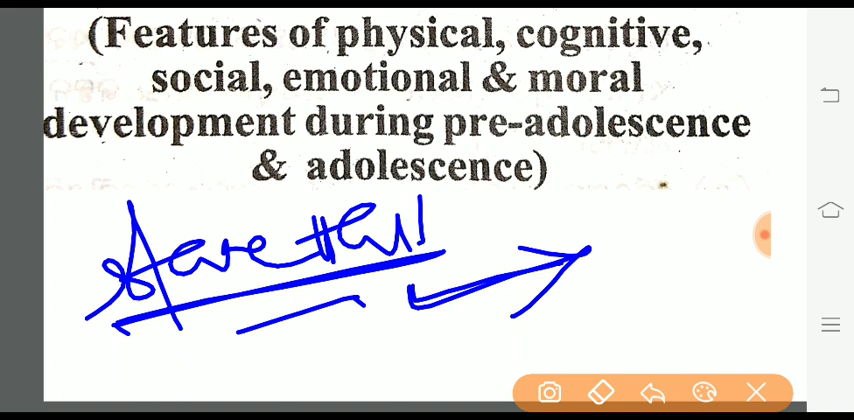 (Features of physical, cognitive,
social, emotional & moral
development during pre-adolescence
& adolescence)